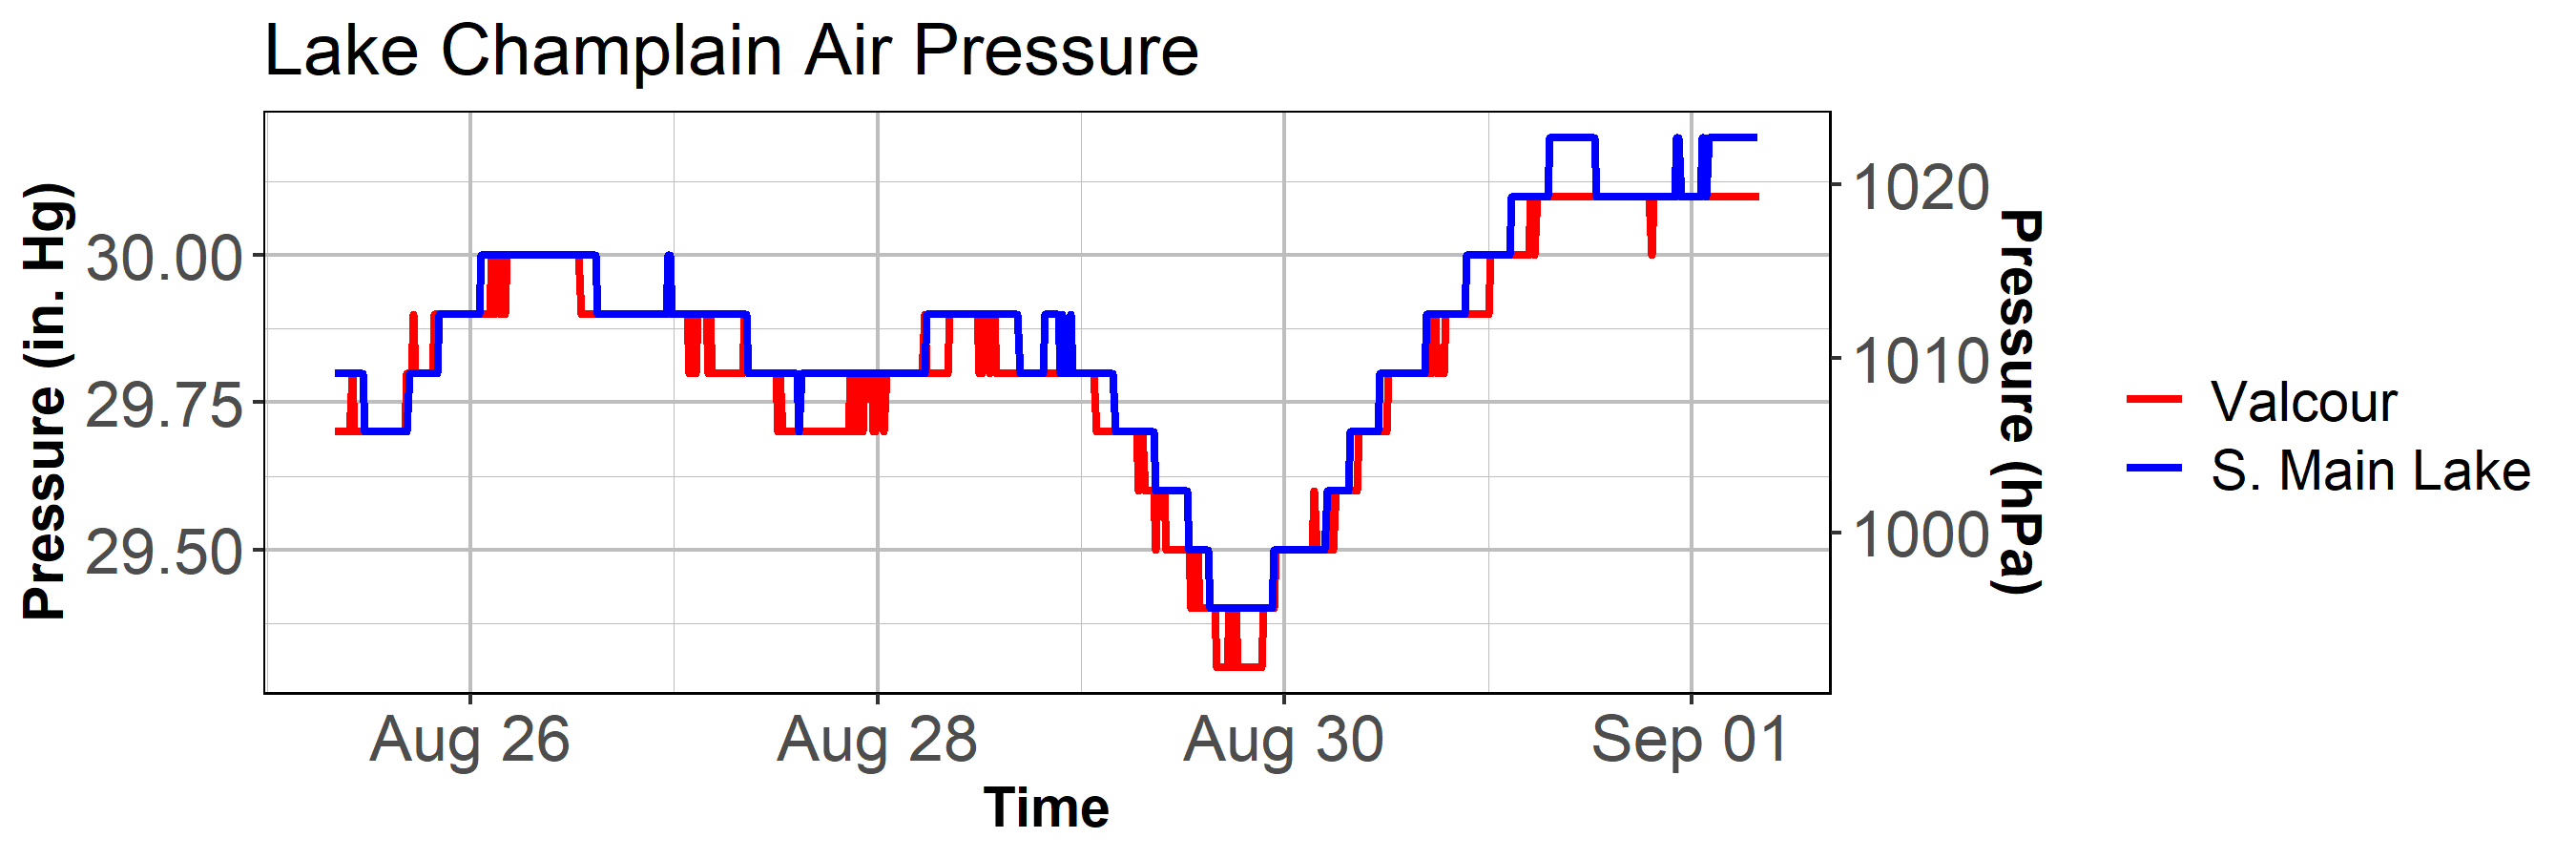 Lake Champlain Air Pressure
Pressure (in. Hg)
30.00
29.75
29.50
1020
1010
1000
Pressure (hPa)
Aug 26
Aug 28
Aug 30
Sep 01
Time
Valcour
S. Main Lake